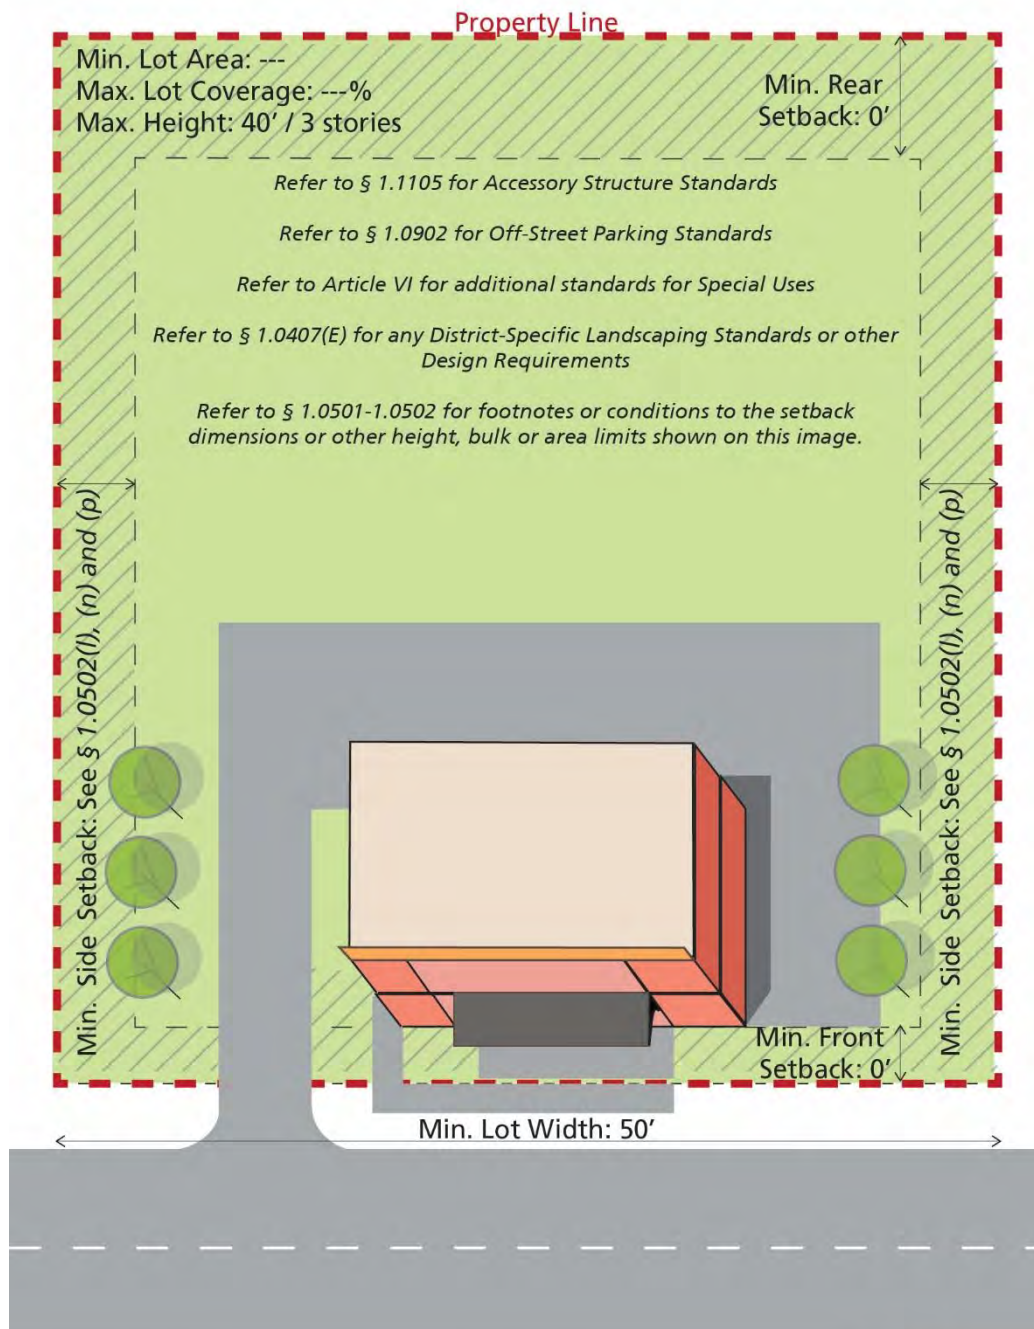 Property Line
Min. Lot Area: ---
Max. Lot Coverage: ---%
Max. Height: 40’ / 3 stories
Min. Rear
Setback: 0’
Refer to § 1.1105 for Accessory Structure Standards
Refer to § 1.0902 for Off-Street Parking Standards
Refer to Article VI for additional standards for Special Uses
Refer to § 1.0407(E) for any District-Specific Landscaping Standards or other
Design Requirements
Refer to § 1.0501-1.0502 for footnotes or conditions to the setback
dimensions or other height, bulk or area limits shown on this image.
Min. Side Setback: See § 1.0502(l), (n) and (p)
Min. Side Setback: See § 1.0502(l), (n) and (p)
Min. Front
Setback: 0’
Min. Lot Width: 50’